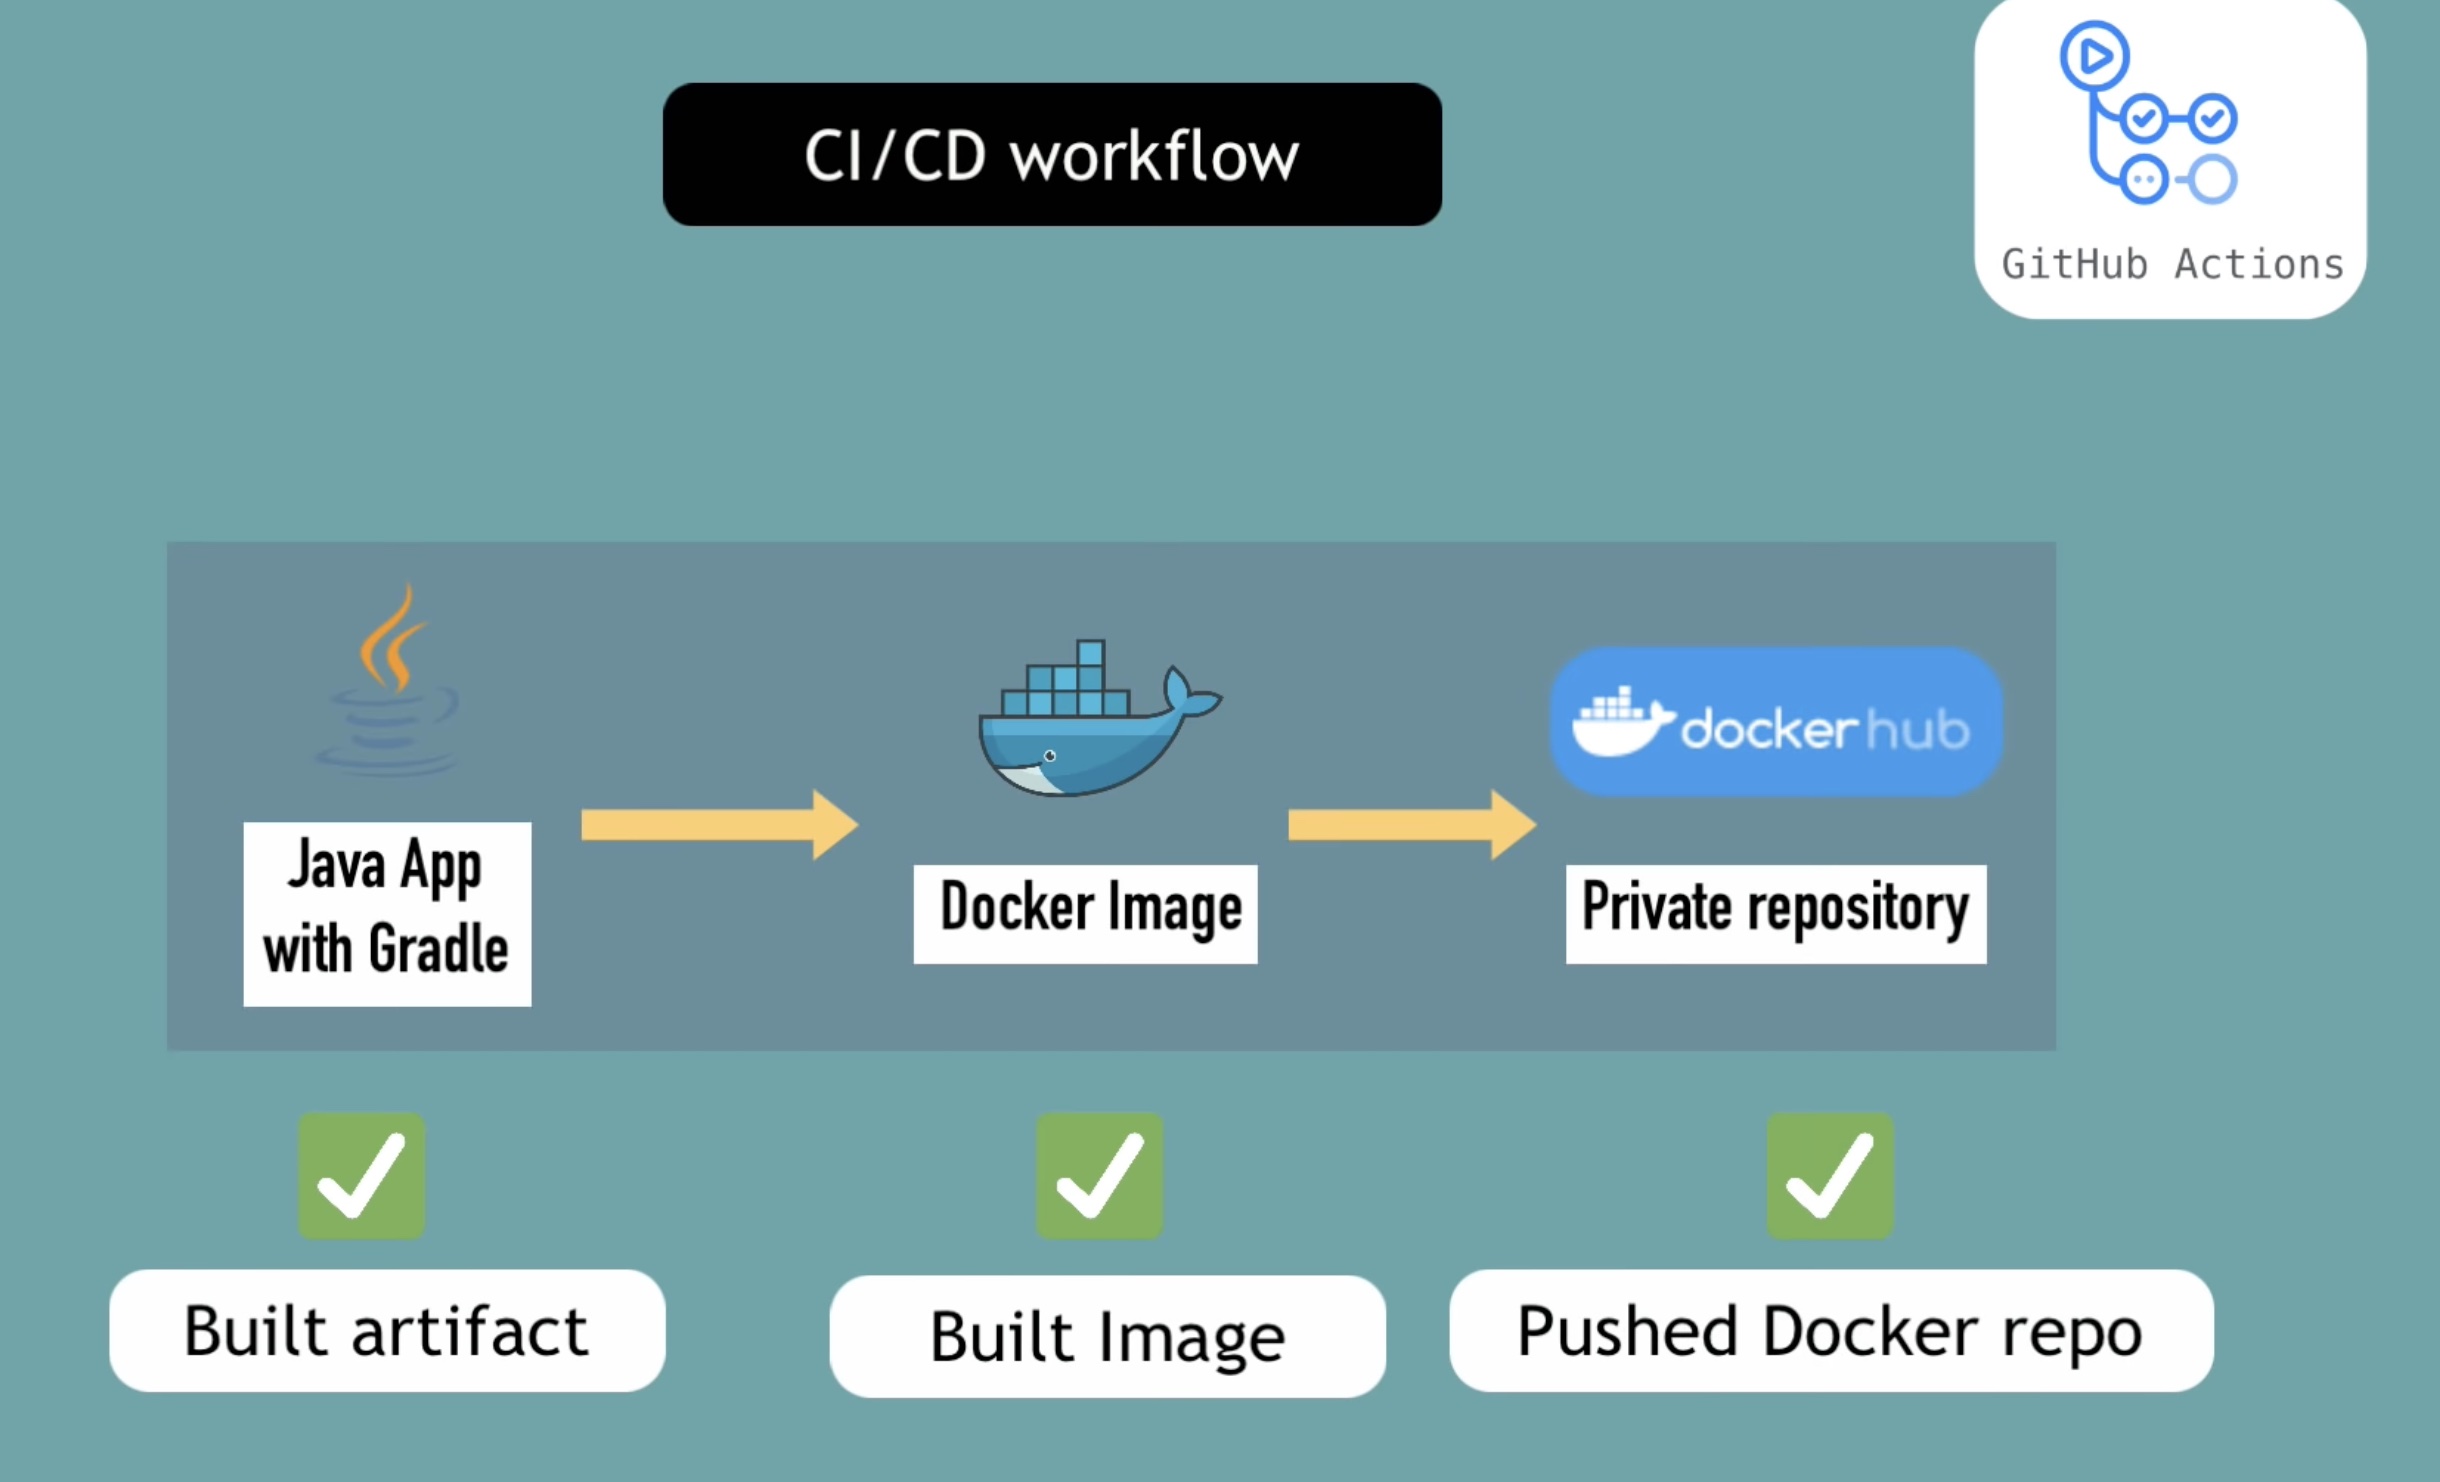 CI/CD workflow
GitHub Actions
dockerhub
Java App
with Gradle
Docker Image
Private repository
Built artifact
Built Image
Pushed Docker repo